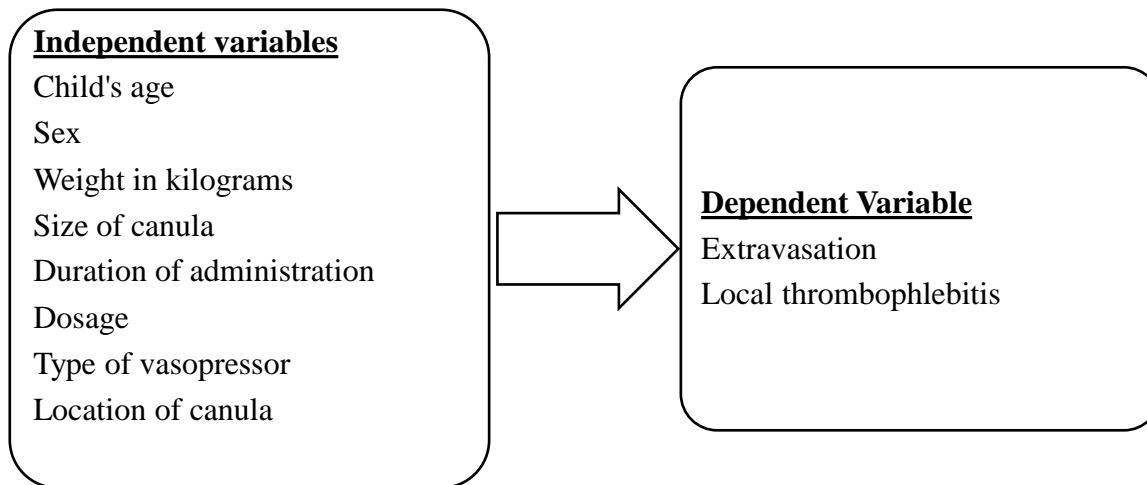 Independent variables
Child's age
Sex
Weight in kilograms
Size of canula
Duration of administration
Dosage
Type of vasopressor
Location of canula
Dependent Variable
Extravasation
Local thrombophlebitis